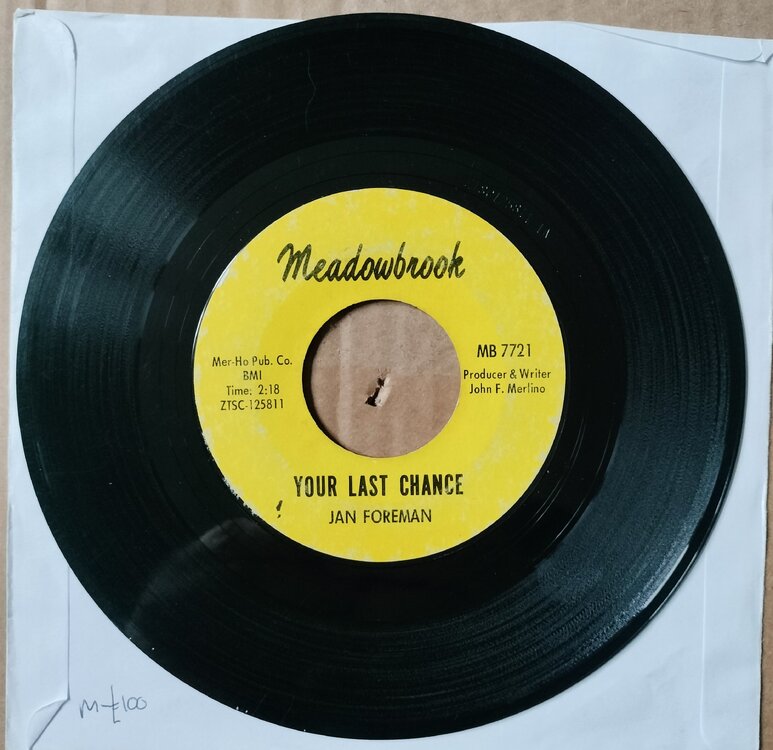 Meadowbrook
Mer-Ho Pub. Co.
BMI
Time: 2:18
ZTSC-125811
MB 7721
Producer & Writer
John F. Merlino
YOUR LAST CHANCE
JAN FOREMAN
M- £100